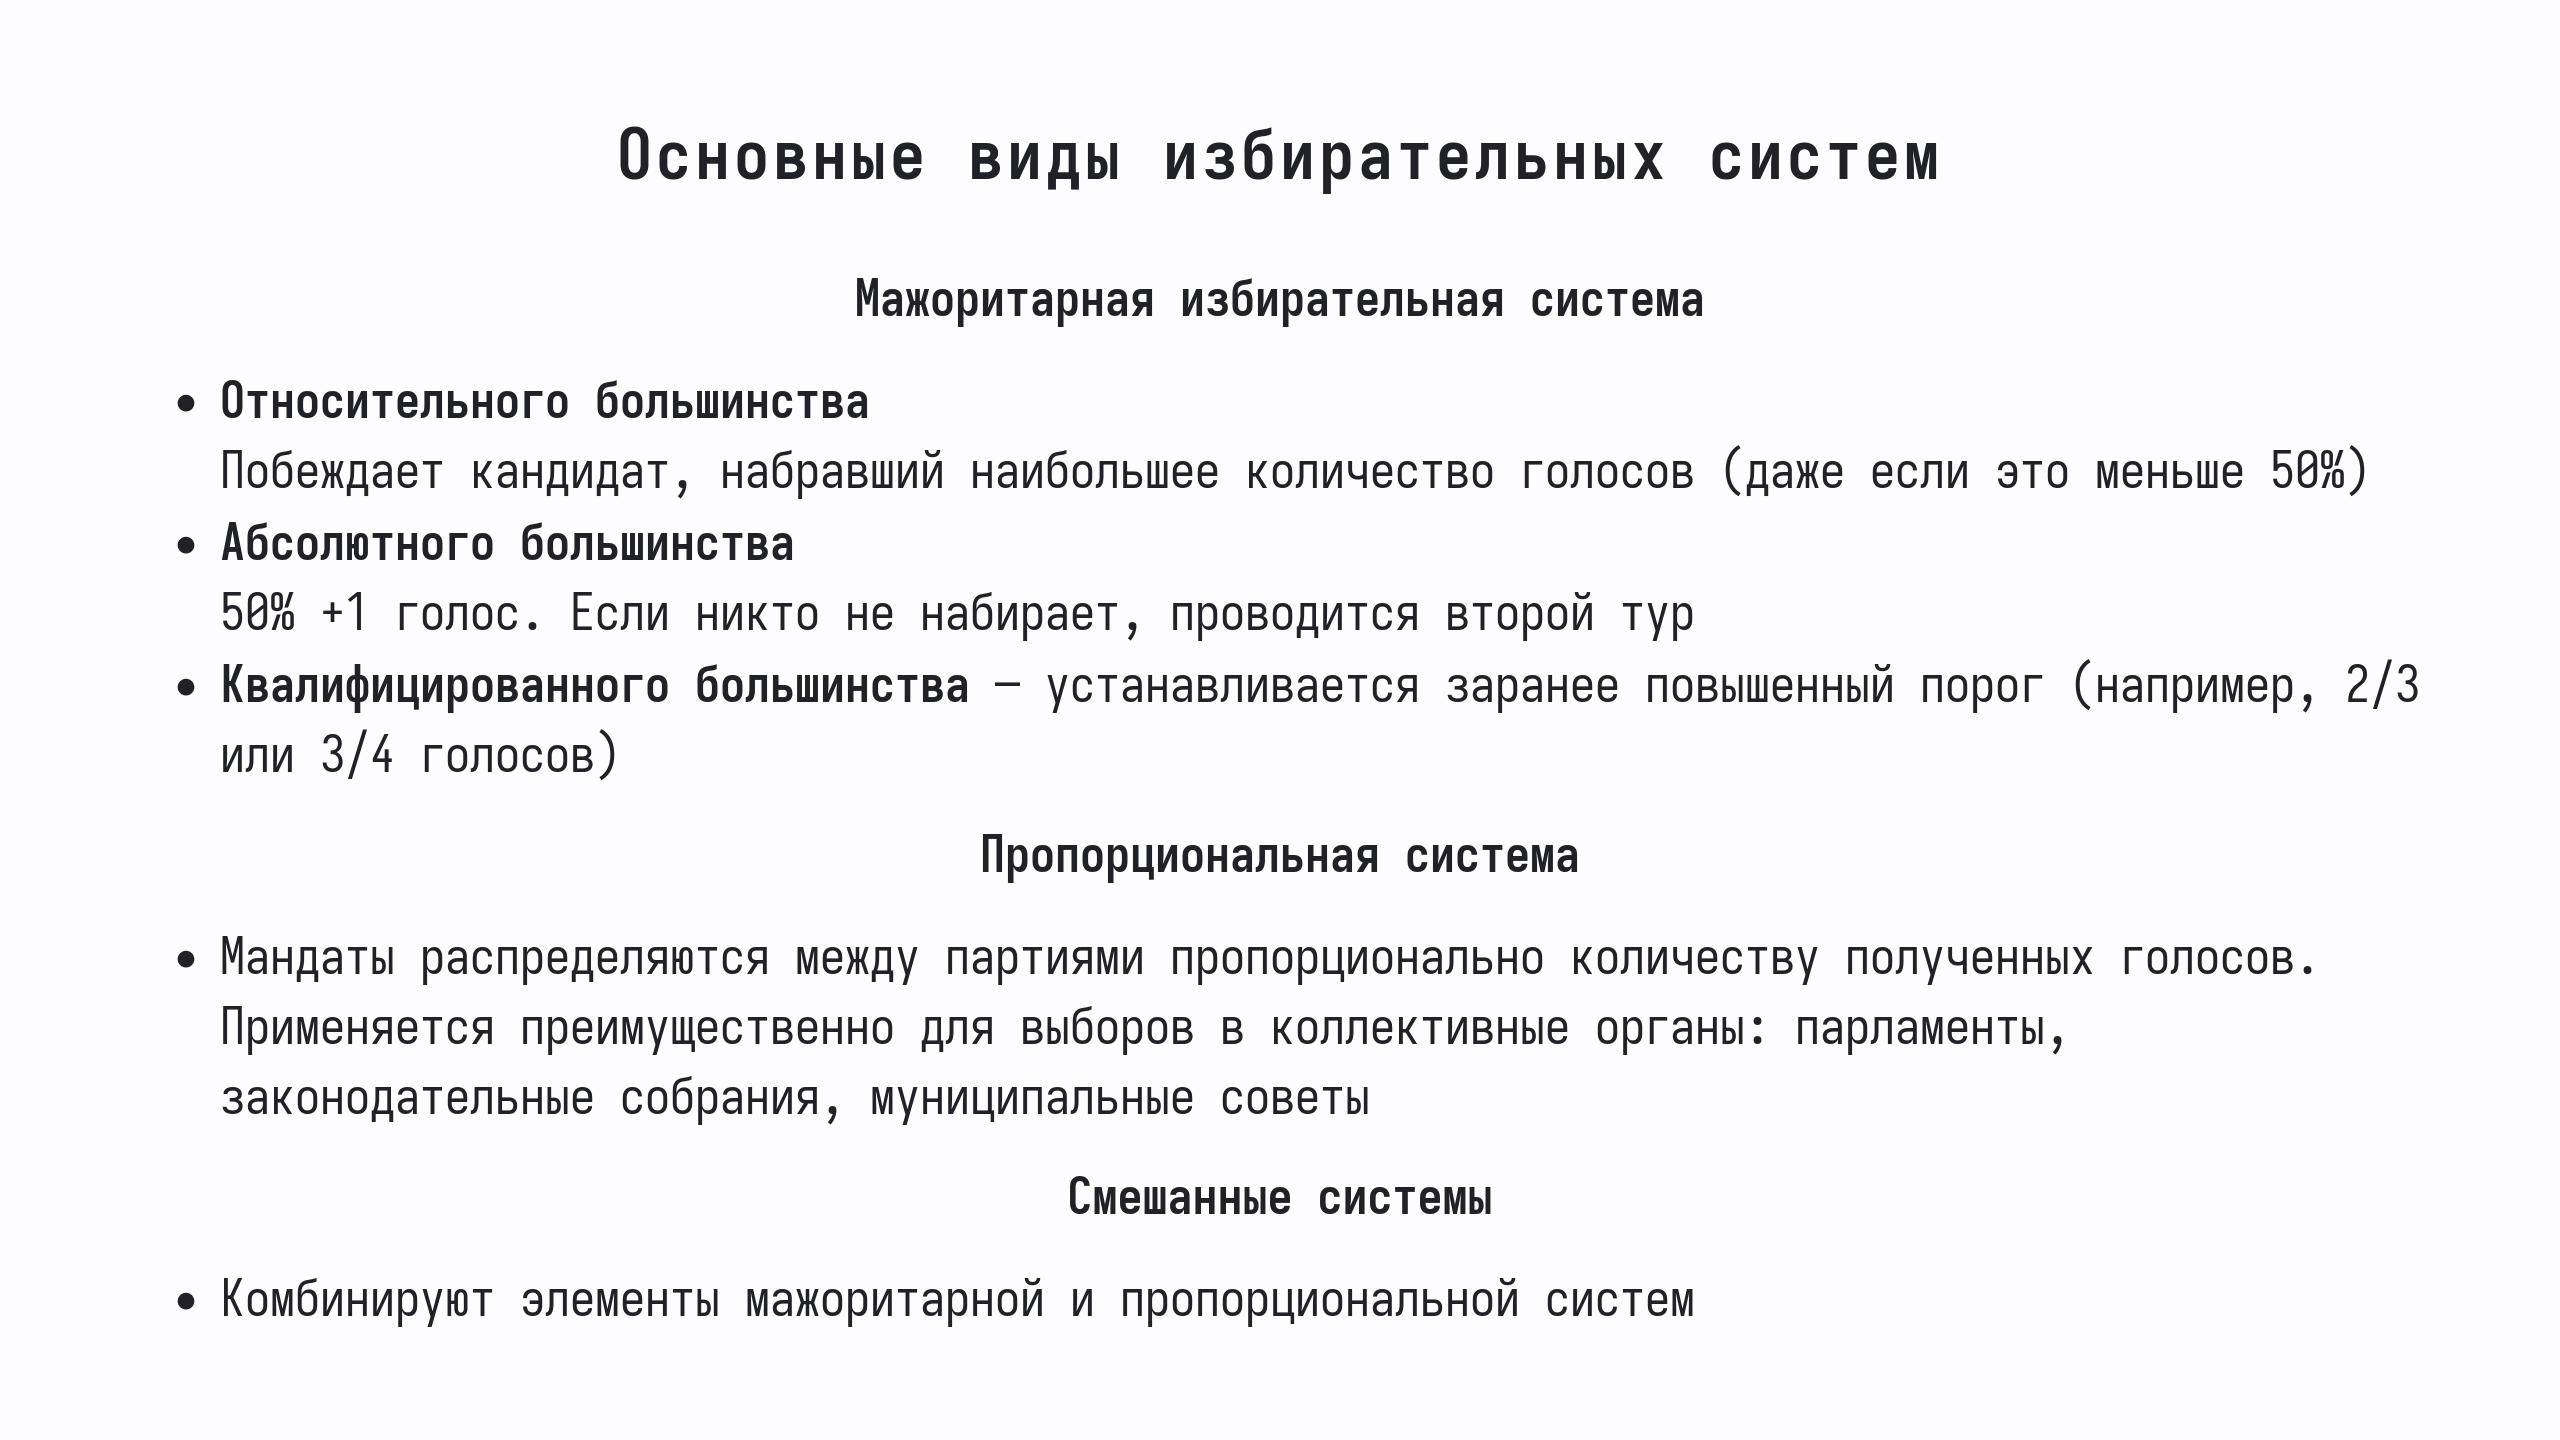 Основные виды избирательных систем
Мажоритарная избирательная система
• Относительного большинства
Побеждает кандидат, набравший наибольшее количество голосов (даже если это меньше 50%)
• Абсолютного большинства
50% +1 голос. Если никто не набирает, проводится второй тур
• Квалифицированного большинства – устанавливается заранее повышенный порог (например, 2/3
или 3/4 голосов)
Пропорциональная система
• Мандаты распределяются между партиями пропорционально количеству полученных голосов.
Применяется преимущественно для выборов в коллективные органы: парламенты,
законодательные собрания, муниципальные советы
Смешанные системы
• Комбинируют элементы мажоритарной и пропорциональной систем